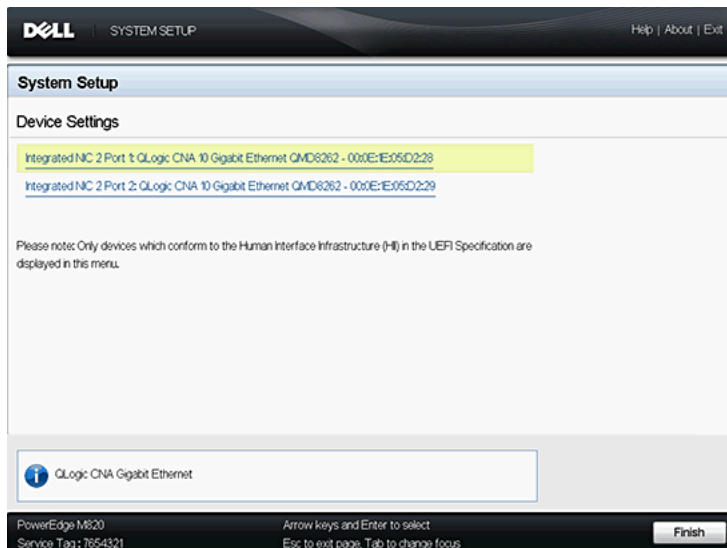 DELL SYSTEM SETUP Help | About | Exit
System Setup
Device Settings
Integrated NIC 2 Port 1: QLogic CNA 10 Gigabit Ethernet QMD8262 - 00:0E:1E:05:D2:28
Integrated NIC 2 Port 2: QLogic CNA 10 Gigabit Ethernet QMD8262 - 00:0E:1E:05:D2:29
Please note: Only devices which conform to the Human Interface Infrastructure (HII) in the UEFI Specification are
displayed in this menu.
QLogic CNA Gigabit Ethernet
PowerEdge M820 Arrow keys and Enter to select
Service Tag : 7654321 Esc to exit page, Tab to change focus
Finish